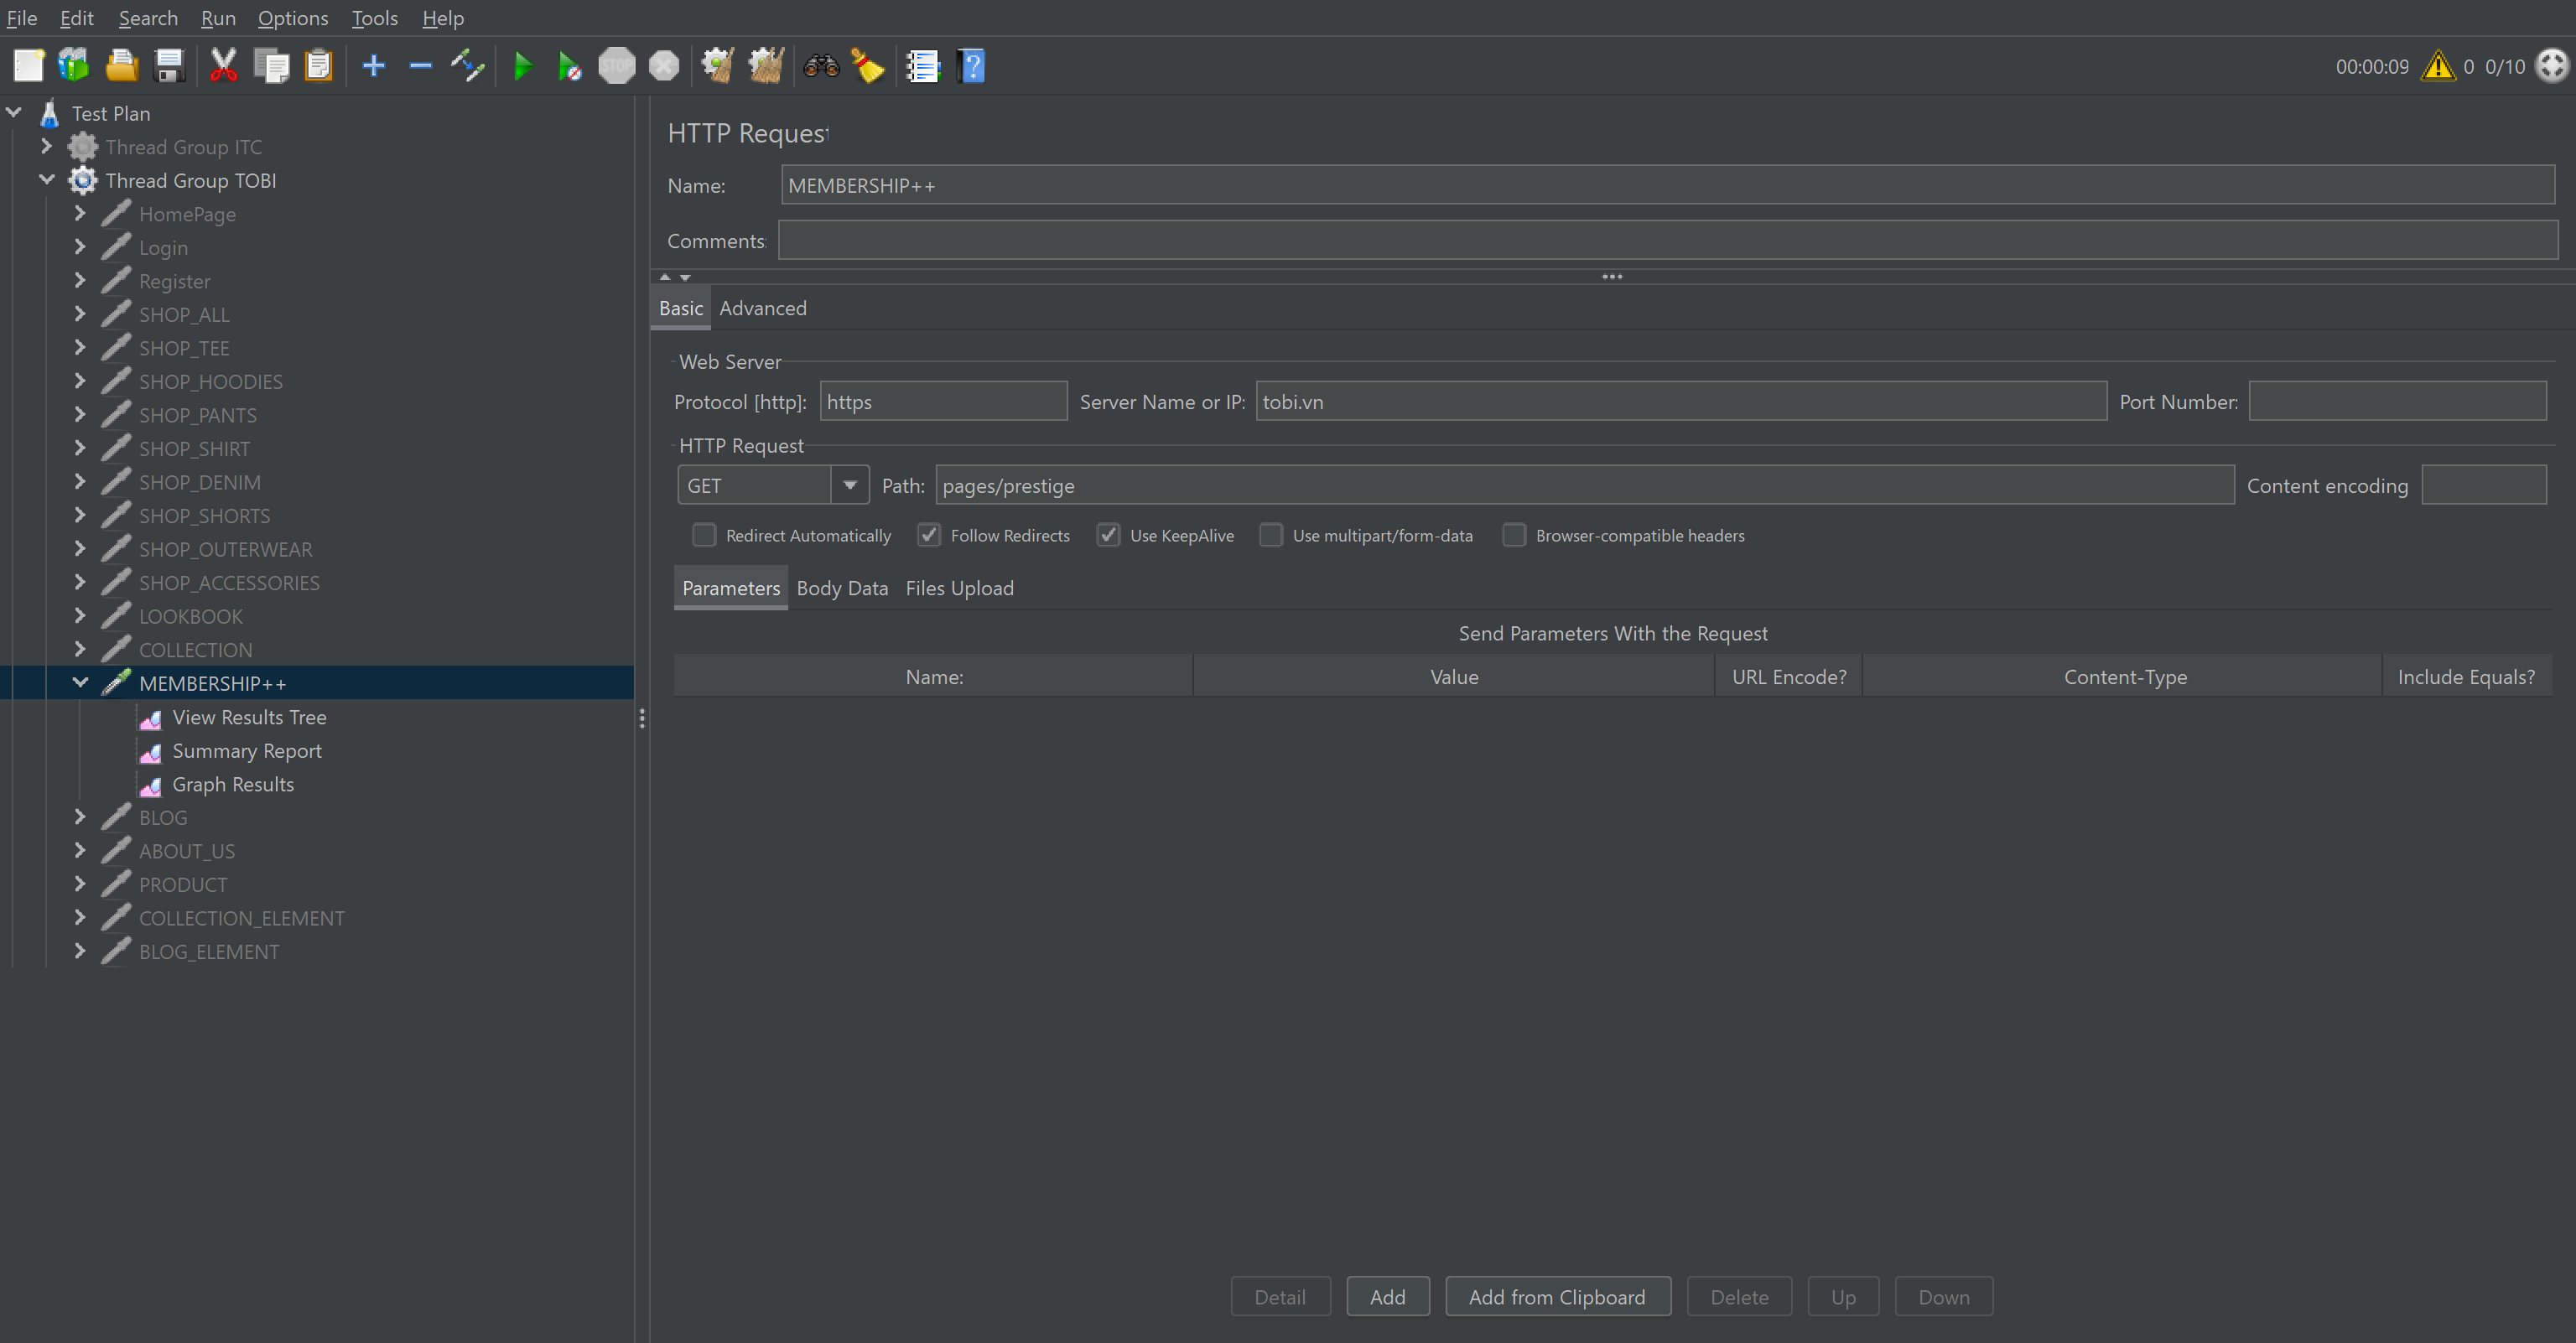 File Edit Search Run Options Tools Help
STOP
00:00:09 0 0/10
Test Plan
Thread Group ITC
Thread Group TOBI
HomePage
Login
Register
SHOP_ALL
SHOP_TEE
SHOP_HOODIES
SHOP_PANTS
SHOP_SHIRT
SHOP_DENIM
SHOP_SHORTS
SHOP_OUTERWEAR
SHOP_ACCESSORIES
LOOKBOOK
COLLECTION
MEMBERSHIP++
View Results Tree
Summary Report
Graph Results
BLOG
ABOUT_US
PRODUCT
COLLECTION_ELEMENT
BLOG_ELEMENT
HTTP Request
Name: MEMBERSHIP++
Comments:
Basic Advanced
Web Server
Protocol [http]: https Server Name or IP: tobi.vn Port Number:
HTTP Request
GET Path: pages/prestige Content encoding
Redirect Automatically Follow Redirects Use KeepAlive Use multipart/form-data Browser-compatible headers
Parameters Body Data Files Upload
Send Parameters With the Request
Name: Value URL Encode? Content-Type Include Equals?
Detail Add Add from Clipboard Delete Up Down